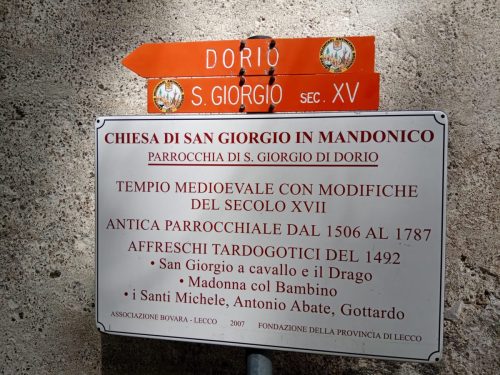 DORIO
S. GIORGIO SEC. XV
CHIESA DI SAN GIORGIO IN MANDONICO
PARROCCHIA DI S. GIORGIO DI DORIO
TEMPIO MEDIOEVALE CON MODIFICHE
DEL SECOLO XVII
ANTICA PARROCCHIALE DAL 1506 AL 1787
AFFRESCHI TARDOGOTICI DEL 1492
• San Giorgio a cavallo e il Drago
• Madonna col Bambino
• i Santi Michele, Antonio Abate, Gottardo
ASSOCIAZIONE BOVARA - LECCO 2007 FONDAZIONE DELLA PROVINCIA DI LECCO